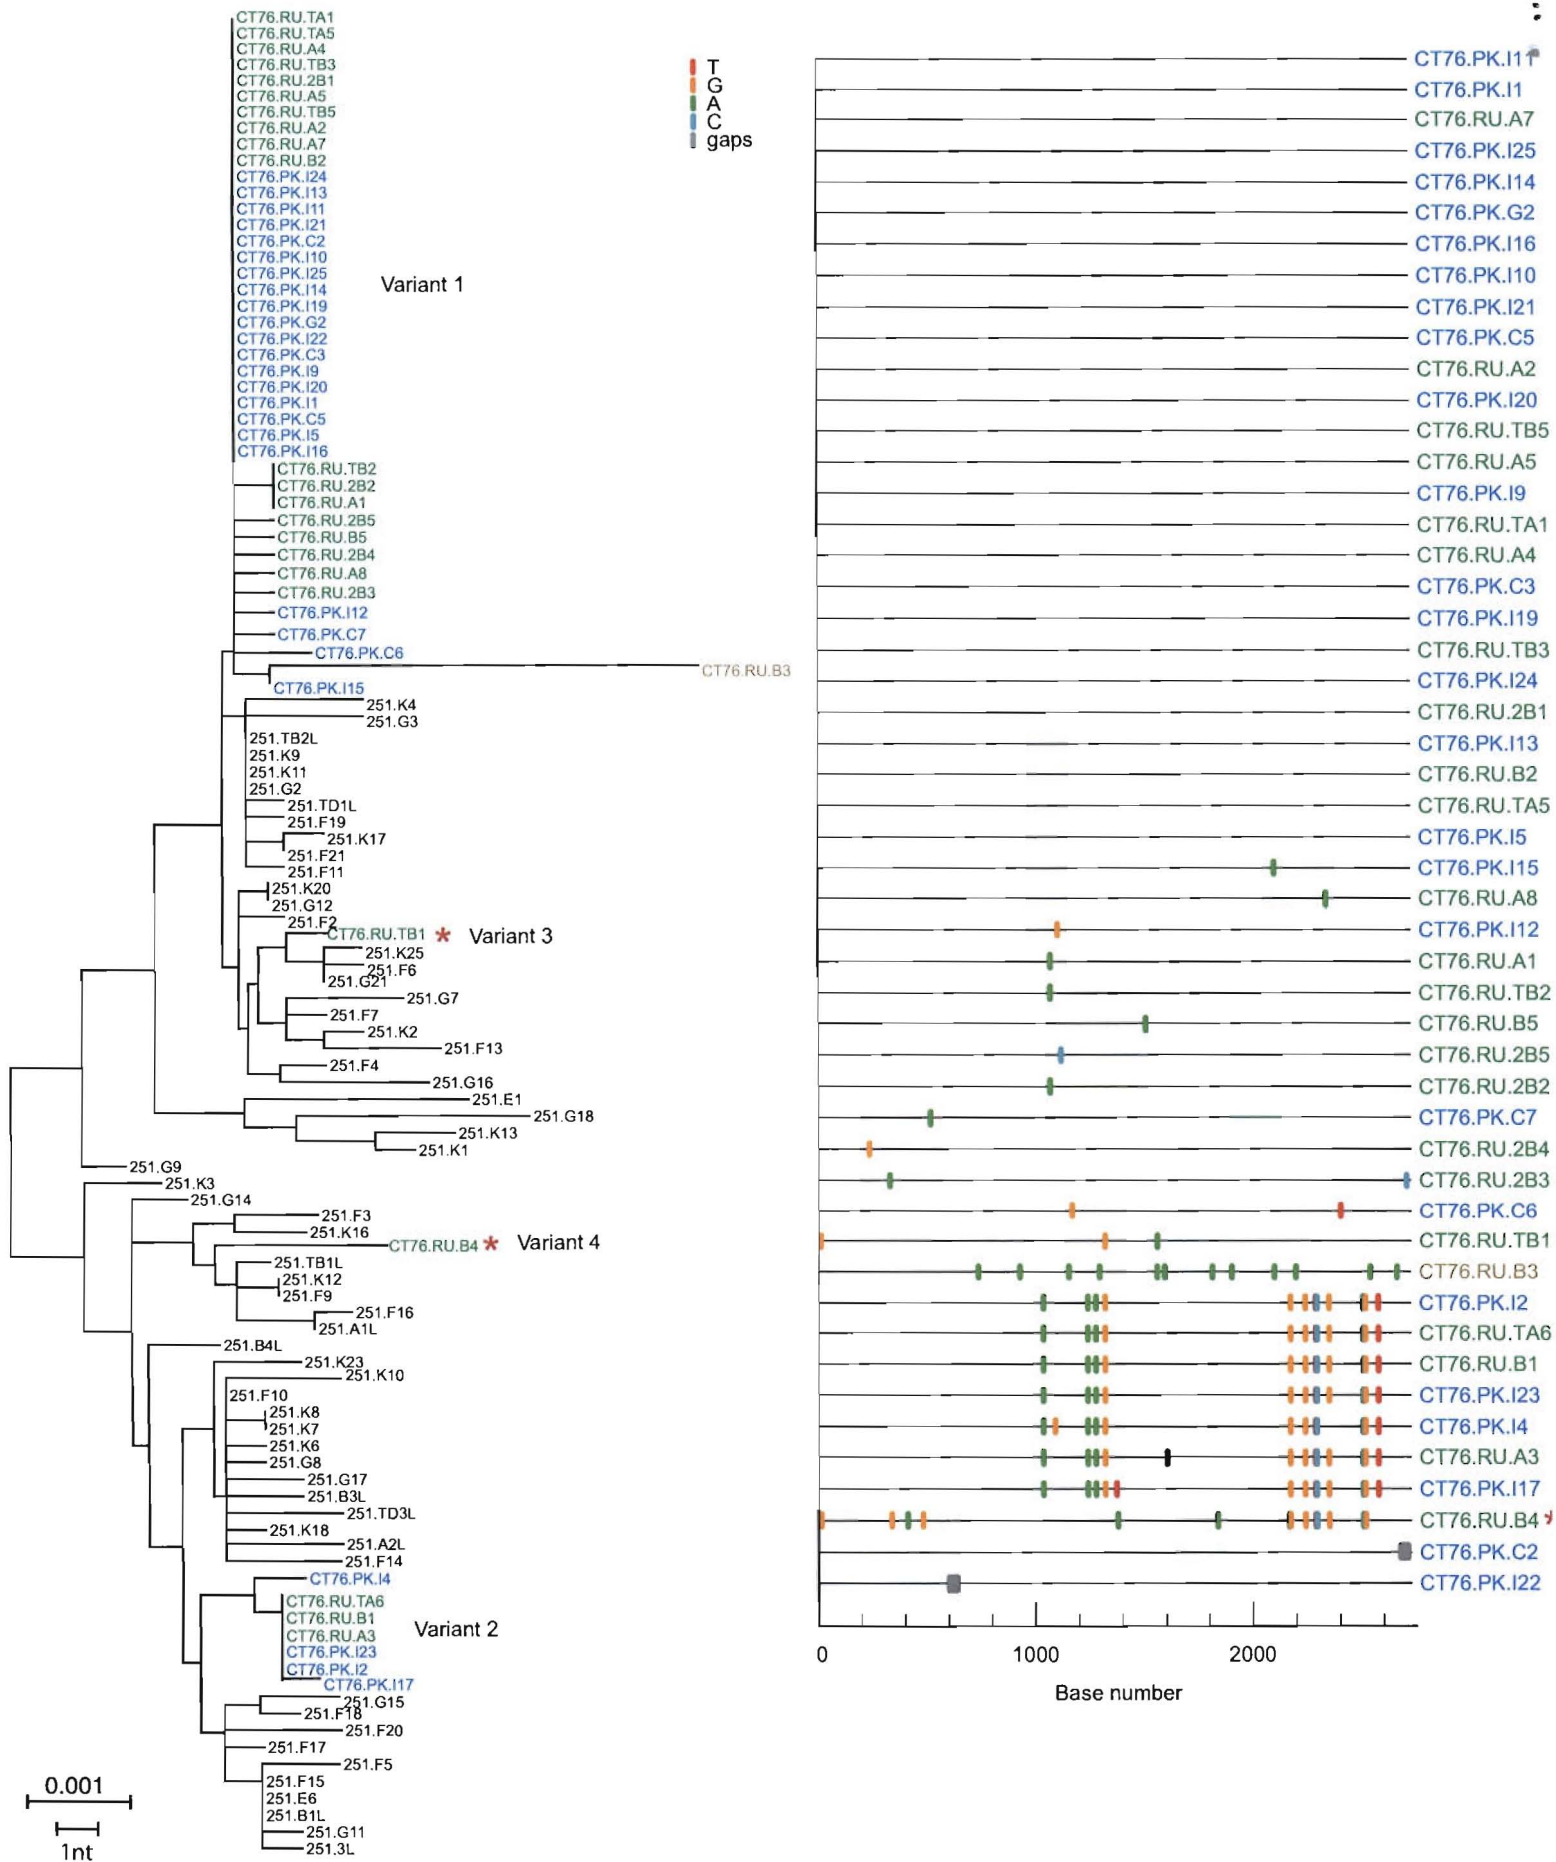 CT76.RU.TA1
CT76.RU.TA5
CT76.RU.A4
CT76.RU.TB3
CT76.RU.2B1
CT76.RU.A5
CT76.RU.TB5
CT76.RU.A2
CT76.RU.A7
CT76.RU.B2
CT76.PK.I24
CT76.PK.I13
CT76.PK.I11
CT76.PK.I21
CT76.PK.C2
CT76.PK.I10
CT76.PK.I25
CT76.PK.I14
CT76.PK.I19
CT76.PK.G2
CT76.PK.I22
CT76.PK.C3
CT76.PK.I9
CT76.PK.I20
CT76.PK.I1
CT76.PK.C5
CT76.PK.I5
CT76.PK.I16
Variant 1
CT76.RU.TB2
CT76.RU.2B2
CT76.RU.A1
CT76.RU.2B5
CT76.RU.B5
CT76.RU.2B4
CT76.RU.A8
CT76.RU.2B3
CT76.PK.I12
CT76.PK.C7
CT76.PK.C6
CT76.RU.B3
CT76.PK.I15
251.K4
251.G3
251.TB2L
251.K9
251.K11
251.G2
251.TD1L
251.F19
251.K17
251.F21
251.F11
251.K20
251.G12
251.F2
CT76.RU.TB1 * Variant 3
251.K25
251.F6
251.G21
251.G7
251.F7
251.K2
251.F13
251.F4
251.G16
251.E1
251.G18
251.K13
251.K1
251.G9
251.K3
251.G14
251.F3
251.K16
CT76.RU.B4 * Variant 4
251.TB1L
251.K12
251.F9
251.F16
251.A1L
251.B4L
251.K23
251.K10
251.F10
251.K8
251.K7
251.K6
251.G8
251.G17
251.B3L
251.TD3L
251.K18
251.A2L
251.F14
CT76.PK.I4
CT76.RU.TA6
CT76.RU.B1
CT76.RU.A3
CT76.PK.I23
CT76.PK.I2
CT76.PK.I17
Variant 2
251.G15
251.F18
251.F20
251.F17
251.F5
251.F15
251.E6
251.B1L
251.G11
251.3L
0.001
1nt
T
G
A
C
gaps
CT76.PK.I11
CT76.PK.I1
CT76.RU.A7
CT76.PK.I25
CT76.PK.I14
CT76.PK.G2
CT76.PK.I16
CT76.PK.I10
CT76.PK.I21
CT76.PK.C5
CT76.RU.A2
CT76.PK.I20
CT76.RU.TB5
CT76.RU.A5
CT76.PK.I9
CT76.RU.TA1
CT76.RU.A4
CT76.PK.C3
CT76.PK.I19
CT76.RU.TB3
CT76.PK.I24
CT76.RU.2B1
CT76.PK.I13
CT76.RU.B2
CT76.RU.TA5
CT76.PK.I5
CT76.PK.I15
CT76.RU.A8
CT76.PK.I12
CT76.RU.A1
CT76.RU.TB2
CT76.RU.B5
CT76.RU.2B5
CT76.RU.2B2
CT76.PK.C7
CT76.RU.2B4
CT76.RU.2B3
CT76.PK.C6
CT76.RU.TB1
CT76.RU.B3
CT76.PK.I2
CT76.RU.TA6
CT76.RU.B1
CT76.PK.I23
CT76.PK.I4
CT76.RU.A3
CT76.PK.I17
CT76.RU.B4 *
CT76.PK.C2
CT76.PK.I22
0 1000 2000
Base number